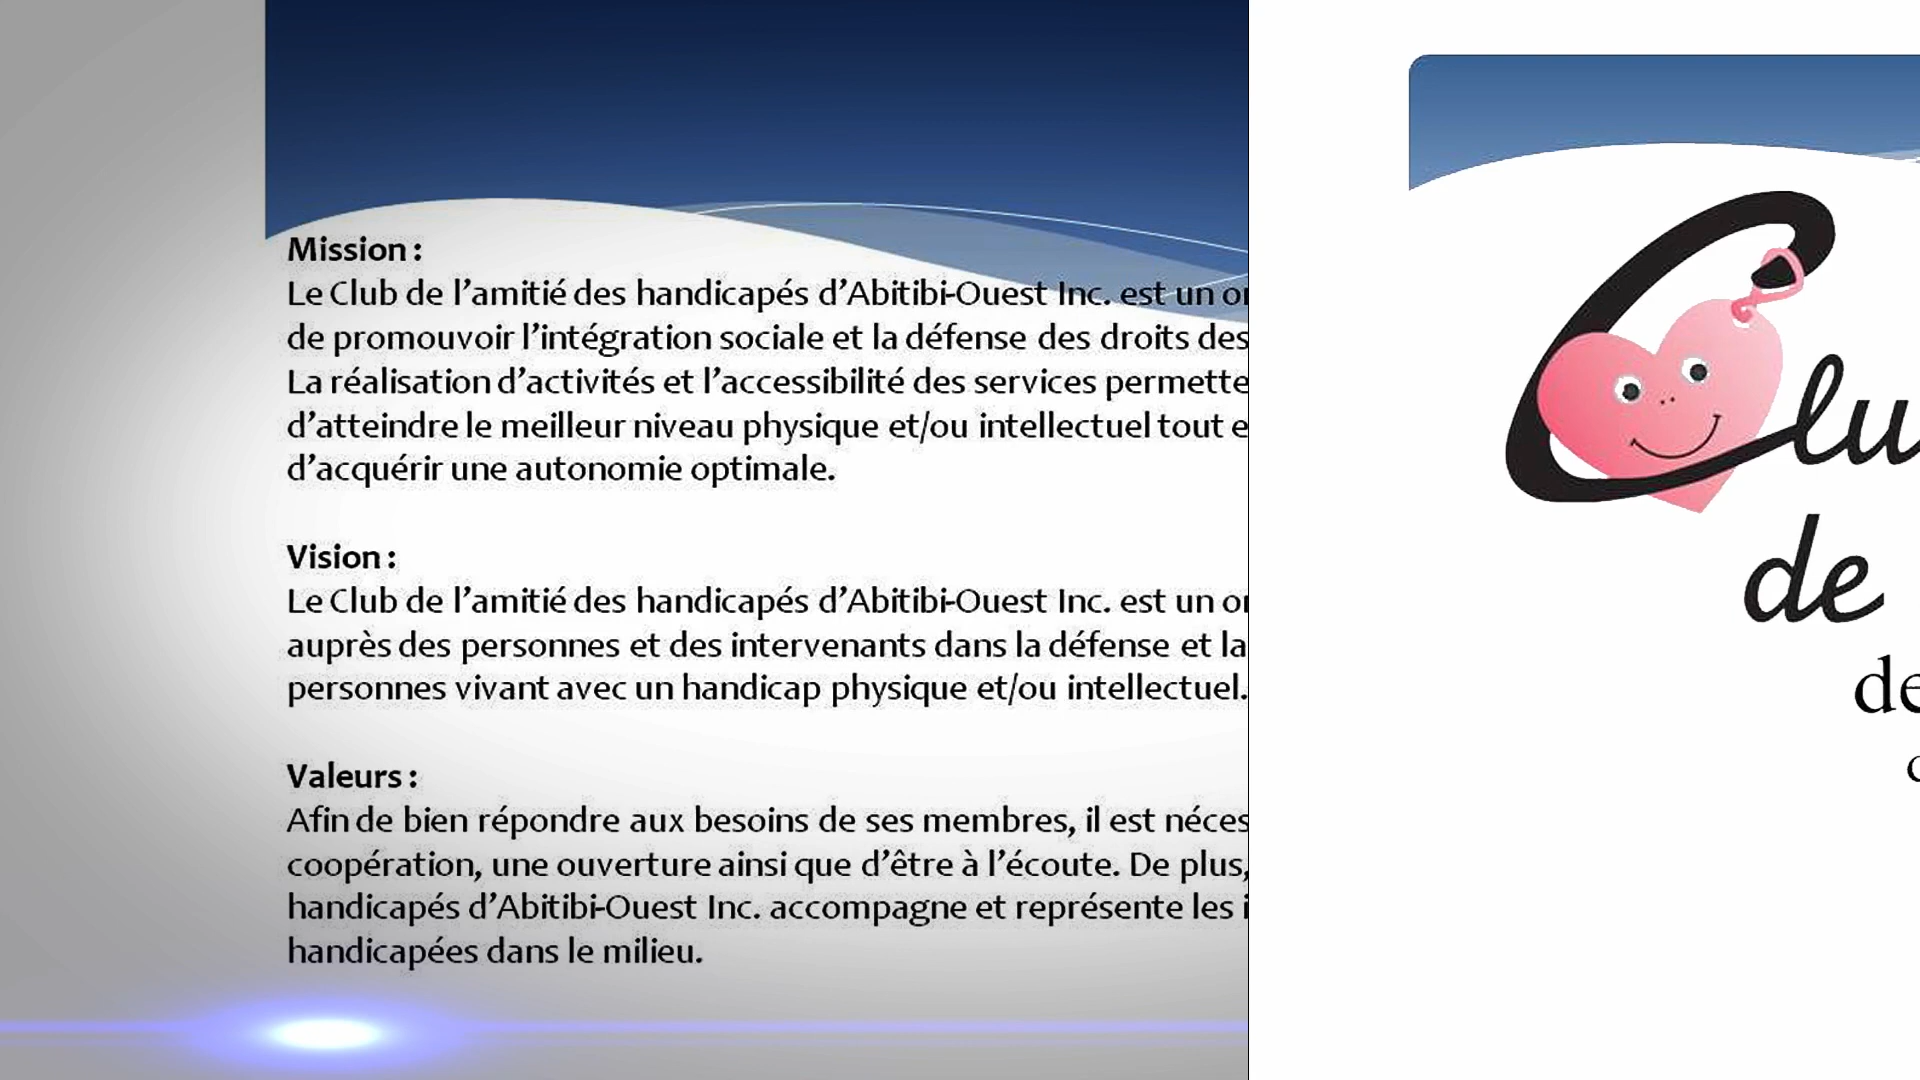 Mission :
Le Club de l’amitié des handicapés d’Abitibi-Ouest Inc. est un
de promouvoir l’intégration sociale et la défense des droits des
La réalisation d’activités et l’accessibilité des services permette
d’atteindre le meilleur niveau physique et/ou intellectuel tout e
d’acquérir une autonomie optimale.
Vision :
Le Club de l’amitié des handicapés d’Abitibi-Ouest Inc. est un
auprès des personnes et des intervenants dans la défense et la
personnes vivant avec un handicap physique et/ou intellectuel.
Valeurs :
Afin de bien répondre aux besoins de ses membres, il est néces
coopération, une ouverture ainsi que d’être à l’écoute. De plus,
handicapés d’Abitibi-Ouest Inc. accompagne et représente les
handicapées dans le milieu.
Clu
de
de